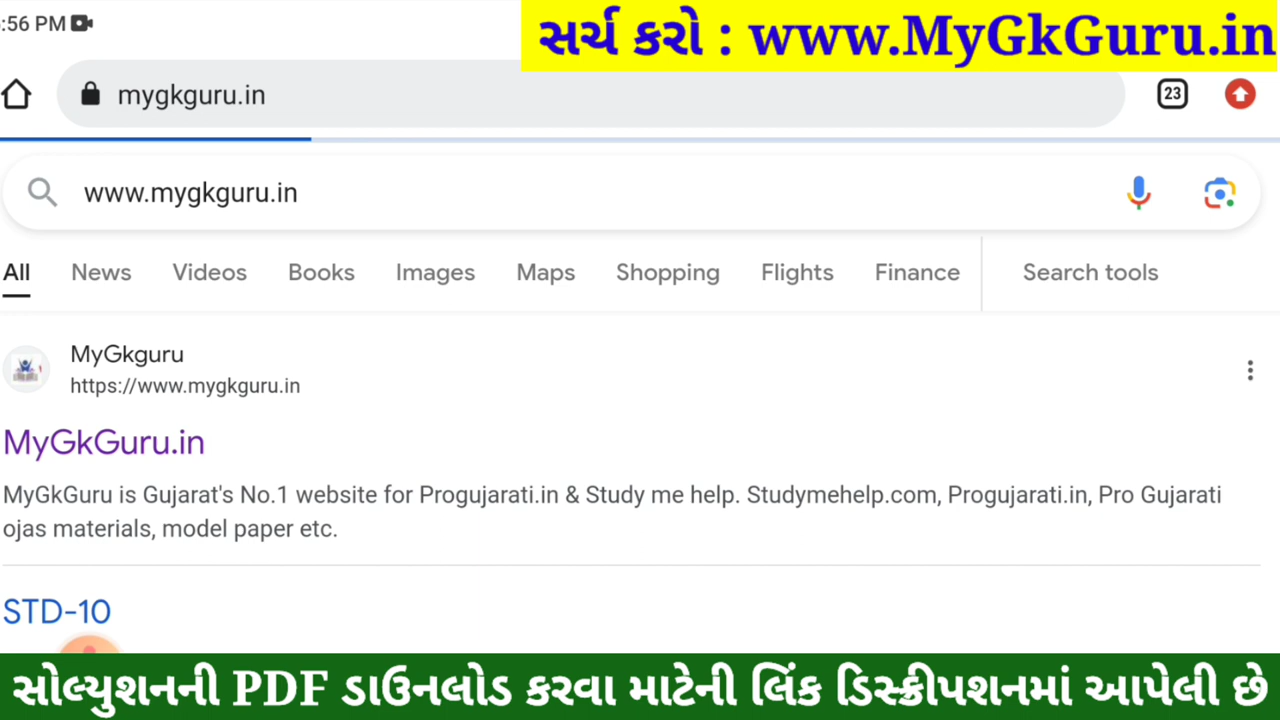 :56 PM
સર્ચ કરો : www.MyGkGuru.in
mygkguru.in
23
www.mygkguru.in
All News Videos Books Images Maps Shopping Flights Finance Search tools
MyGkguru
https://www.mygkguru.in
MyGkGuru.in
MyGkGuru is Gujarat's No.1 website for Progujarati.in & Study me help. Studymehelp.com, Progujarati.in, Pro Gujarati
ojas materials, model paper etc.
STD-10
સોલ્યુશનની PDF ડાઉનલોડ કરવા માટેની લિંક ડિસ્ક્રીપશનમાં આપેલી છે